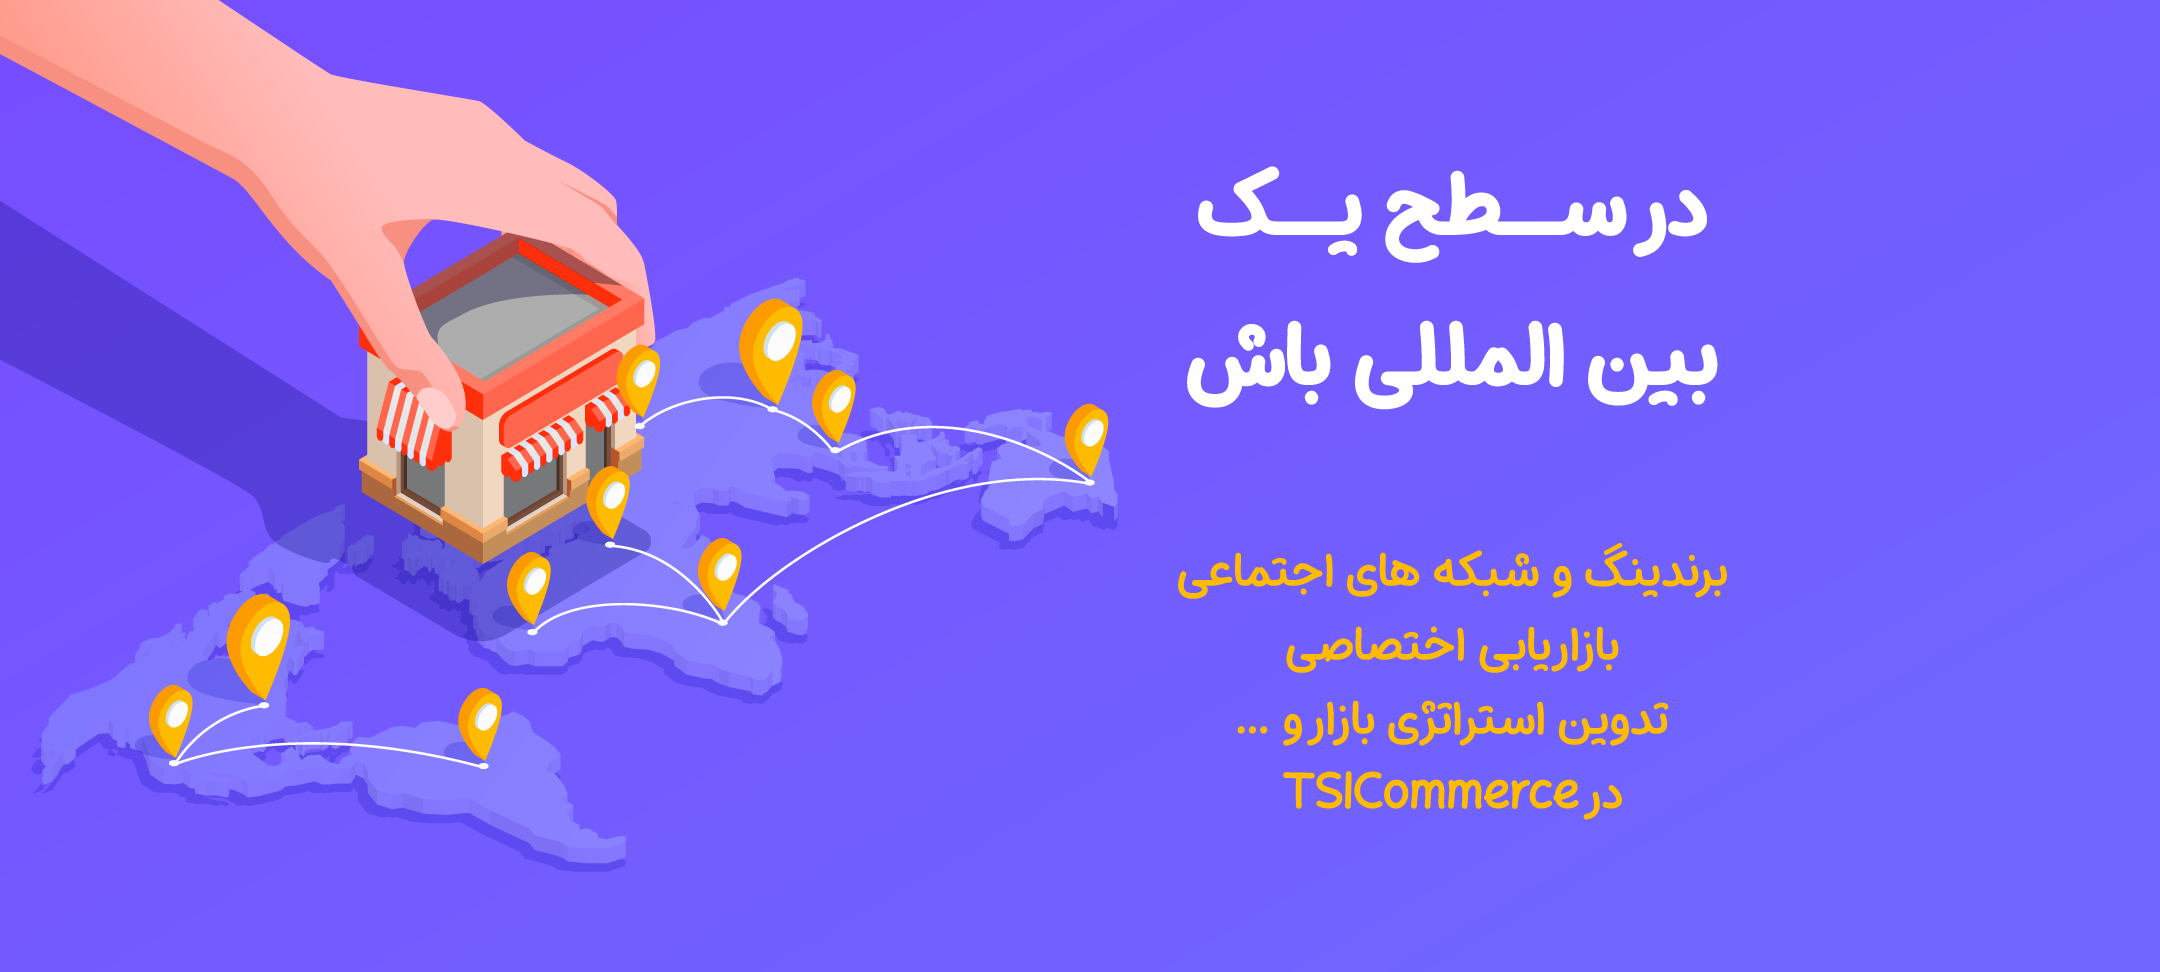 در سطح یک
بین المللی باش
برندینگ و شبکه های اجتماعی
بازاریابی اختصاصی
تدوین استراتژی بازار و ...
در TSICommerce